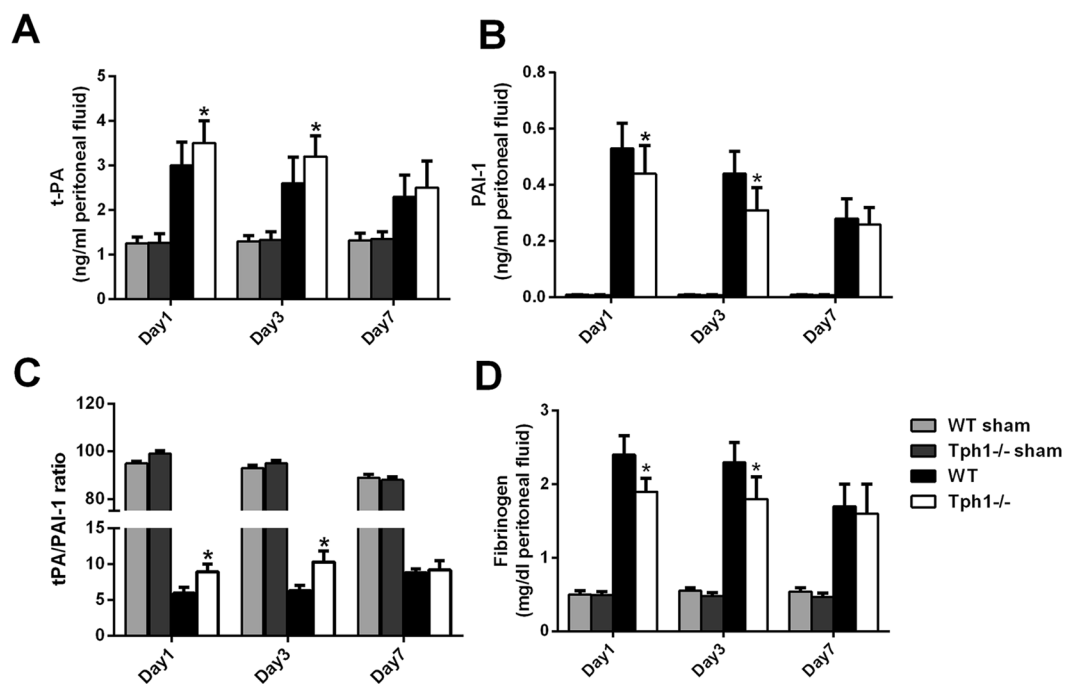 A
t-PA
(ng/ml peritoneal fluid)
5
4
3
2
1
0
* *
Day1 Day3 Day7
B
PAI-1
(ng/ml peritoneal fluid)
0.8
0.6
0.4
0.2
0.0
* *
Day1 Day3 Day7
C
tPA/PAI-1 ratio
120
100
80
15
10
5
0
* *
Day1 Day3 Day7
D
Fibrinogen
(mg/dl peritoneal fluid)
3
2
1
0
* *
Day1 Day3 Day7
WT sham
Tph1-/- sham
WT
Tph1-/-